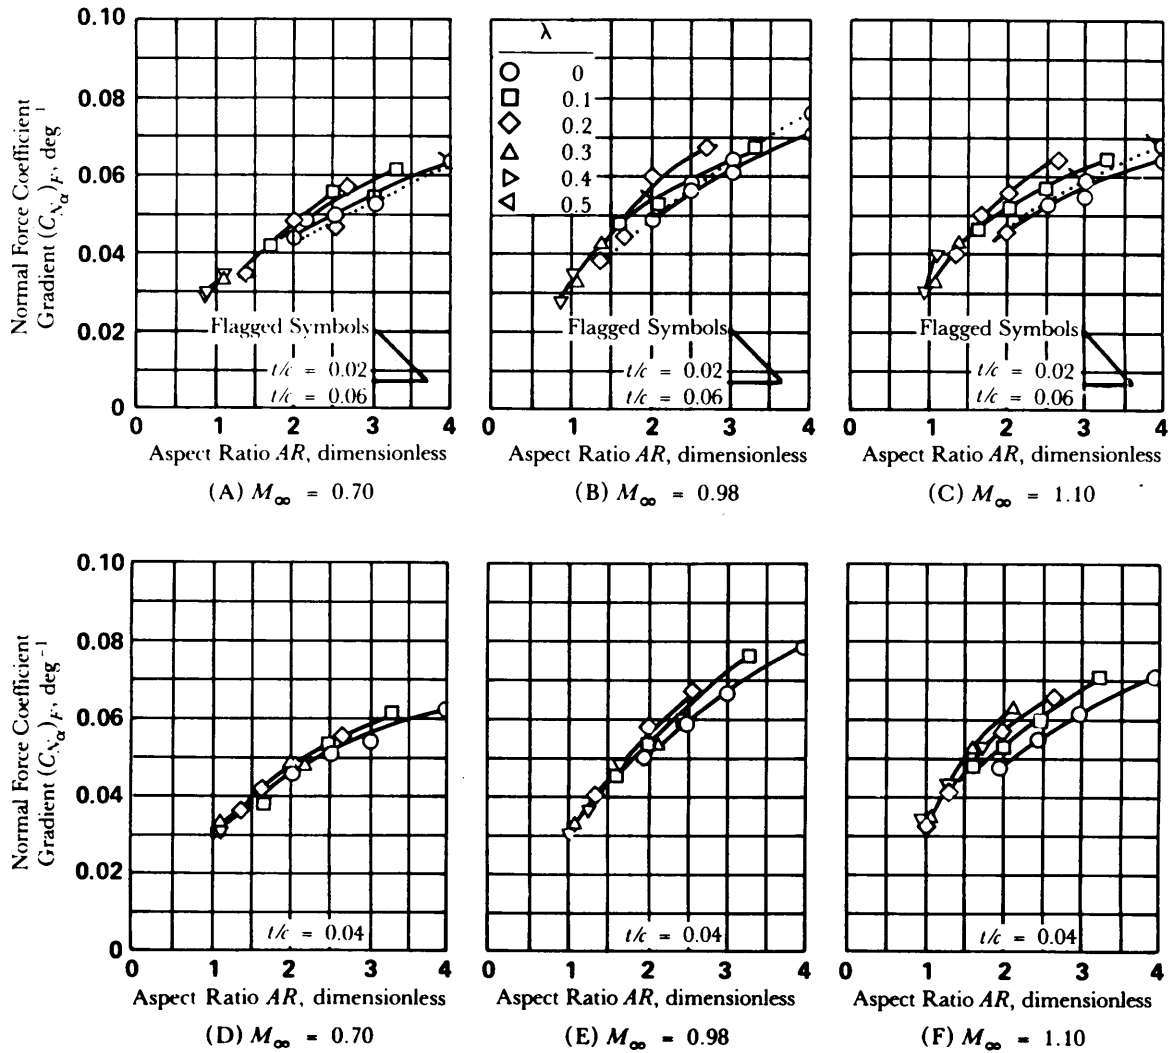 Normal Force Coefficient
Gradient (C_Nα)_F, deg⁻¹
0.10
0.10
0.08
0.06
0.04
0.02
0
Flagged Symbols
t/c = 0.02
t/c = 0.06
0 1 2 3 4
Aspect Ratio AR, dimensionless
(A) M∞ = 0.70
λ
0
0.1
0.2
0.3
0.4
0.5
Flagged Symbols
t/c = 0.02
t/c = 0.06
0 1 2 3 4
Aspect Ratio AR, dimensionless
(B) M∞ = 0.98
Flagged Symbols
t/c = 0.02
t/c = 0.06
0 1 2 3 4
Aspect Ratio AR, dimensionless
(C) M∞ = 1.10
Normal Force Coefficient
Gradient (C_Nα)_F, deg⁻¹
0.10
0.08
0.06
0.04
0.02
0
t/c = 0.04
0 1 2 3 4
Aspect Ratio AR, dimensionless
(D) M∞ = 0.70
t/c = 0.04
0 1 2 3 4
Aspect Ratio AR, dimensionless
(E) M∞ = 0.98
t/c = 0.04
0 1 2 3 4
Aspect Ratio AR, dimensionless
(F) M∞ = 1.10